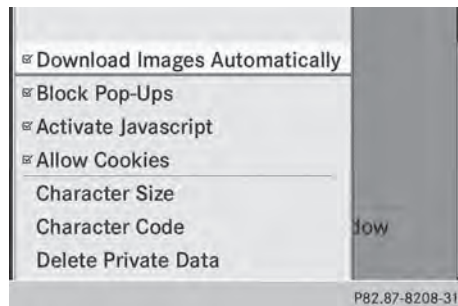 Download Images Automatically
Block Pop-Ups
Activate Javascript
Allow Cookies
Character Size
Character Code
Delete Private Data
P82.87-8208-31